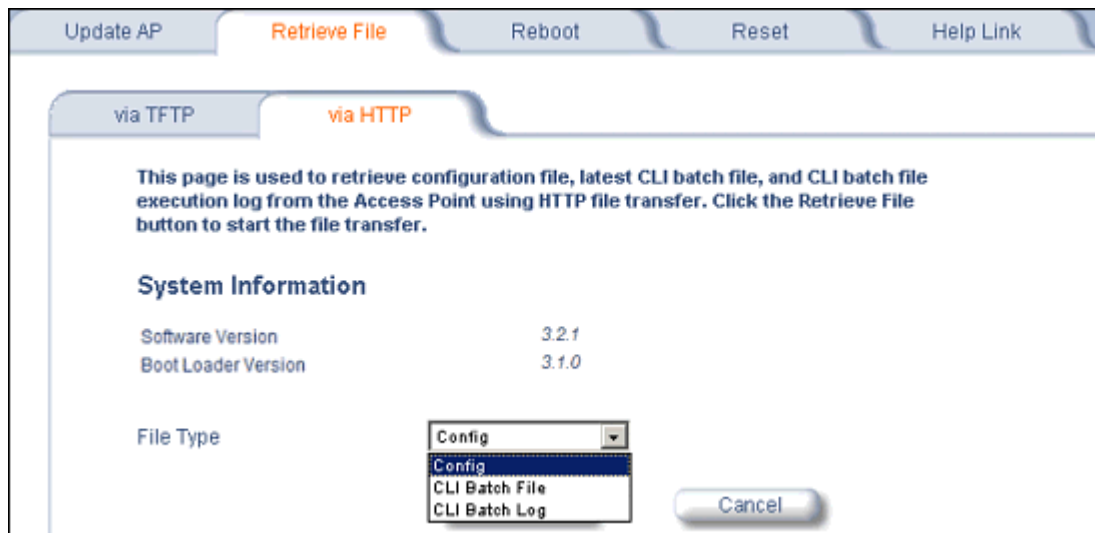 Update AP Retrieve File Reboot Reset Help Link
via TFTP via HTTP
This page is used to retrieve configuration file, latest CLI batch file, and CLI batch file
execution log from the Access Point using HTTP file transfer. Click the Retrieve File
button to start the file transfer.
System Information
Software Version 3.2.1
Boot Loader Version 3.1.0
File Type Config
Config
CLI Batch File
CLI Batch Log
Cancel